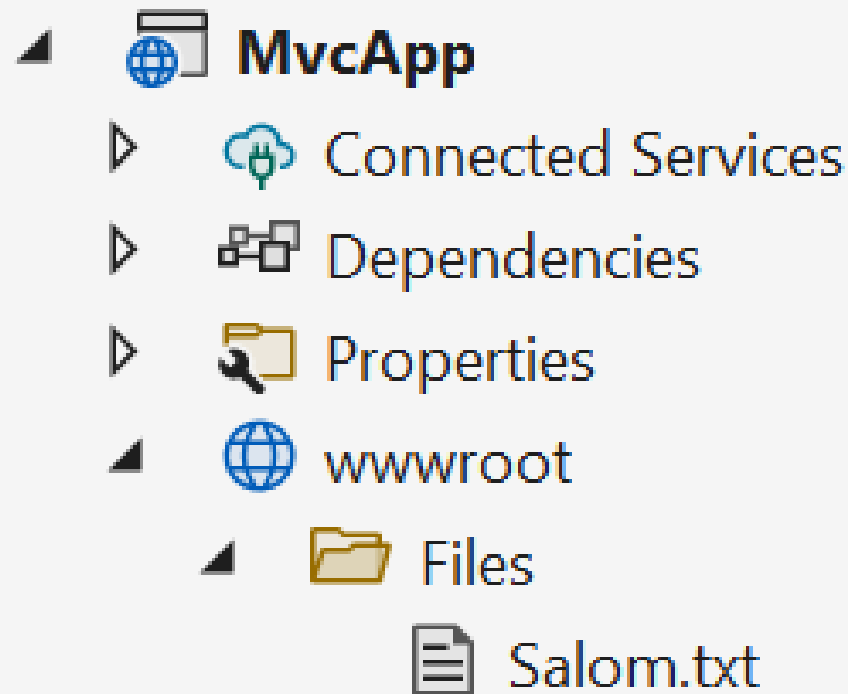 MvcApp
Connected Services
Dependencies
Properties
wwwroot
Files
Salom.txt